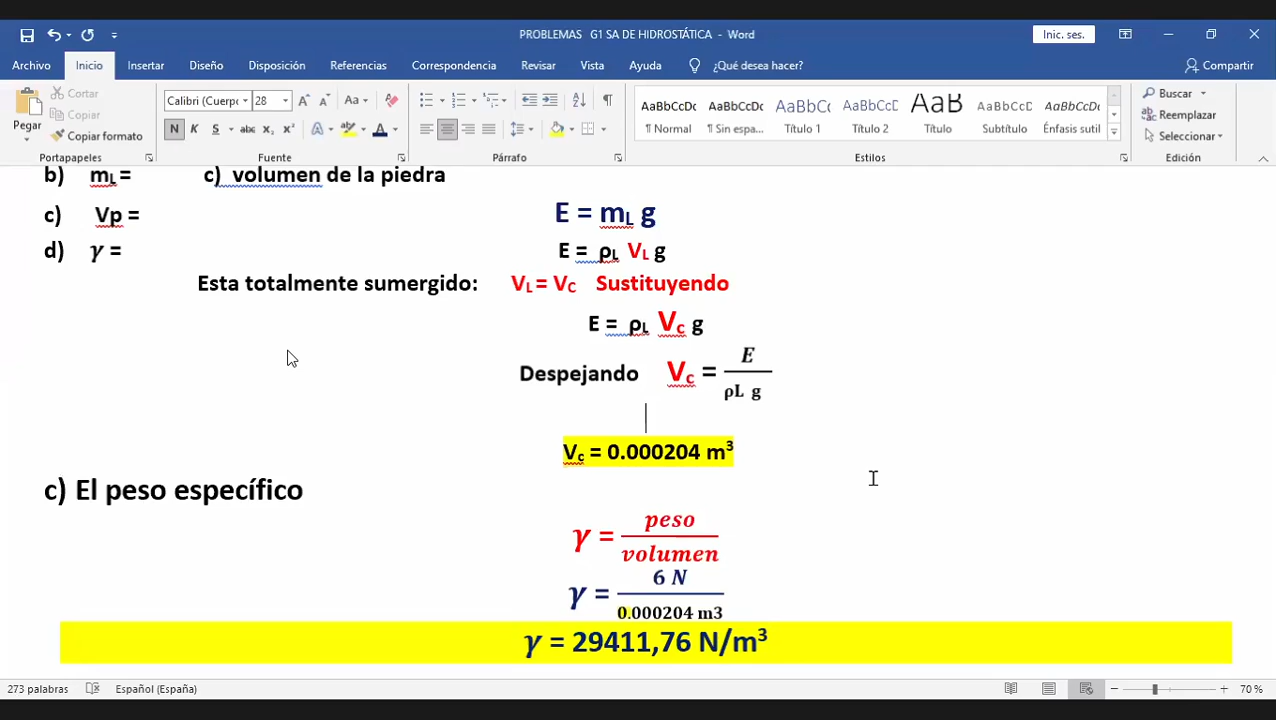 PROBLEMAS G1 SA DE HIDROSTÁTICA - Word
Inic. ses.
Archivo Inicio Insertar Diseño Disposición Referencias Correspondencia Revisar Vista Ayuda ¿Qué desea hacer? Compartir
Pegar
Cortar
Copiar
Copiar formato
Portapapeles
Calibri (Cuerpo 28
Fuente
Párrafo
AaBbCcDc AaBbCcDc AaBbCc AaBbCcD AaB AaBbCcD AaBbCcDc
¶ Normal ¶ Sin espa... Título 1 Título 2 Título Subtítulo Énfasis sutil
Estilos
Buscar
Reemplazar
Seleccionar
Edición
b) mL = c) volumen de la piedra
c) Vp = E = mL g
d) γ = E = ρL VL g
Esta totalmente sumergido: VL = VC Sustituyendo
E = ρL Vc g
Despejando Vc = E / ρL g
Vc = 0.000204 m³
c) El peso específico
γ = peso / volumen
γ = 6 N / 0.000204 m3
γ = 29411,76 N/m³
273 palabras Español (España) 70 %